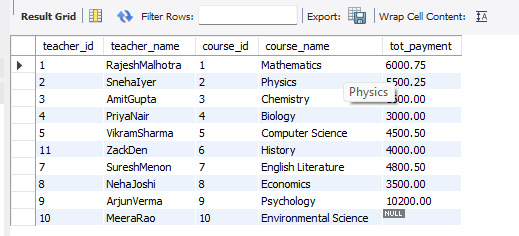 Result Grid Filter Rows: Export: Wrap Cell Content: IA
teacher_id teacher_name course_id course_name tot_payment
1 RajeshMalhotra 1 Mathematics 6000.75
2 SnehaIyer 2 Physics 5500.25
3 AmitGupta 3 Chemistry 500.00
4 PriyaNair 4 Biology 3000.00
5 VikramSharma 5 Computer Science 4500.50
11 ZackDen 6 History 4000.00
7 SureshMenon 7 English Literature 4800.50
8 NehaJoshi 8 Economics 3500.00
9 ArjunVerma 9 Psychology 10200.00
10 MeeraRao 10 Environmental Science NULL
Physics